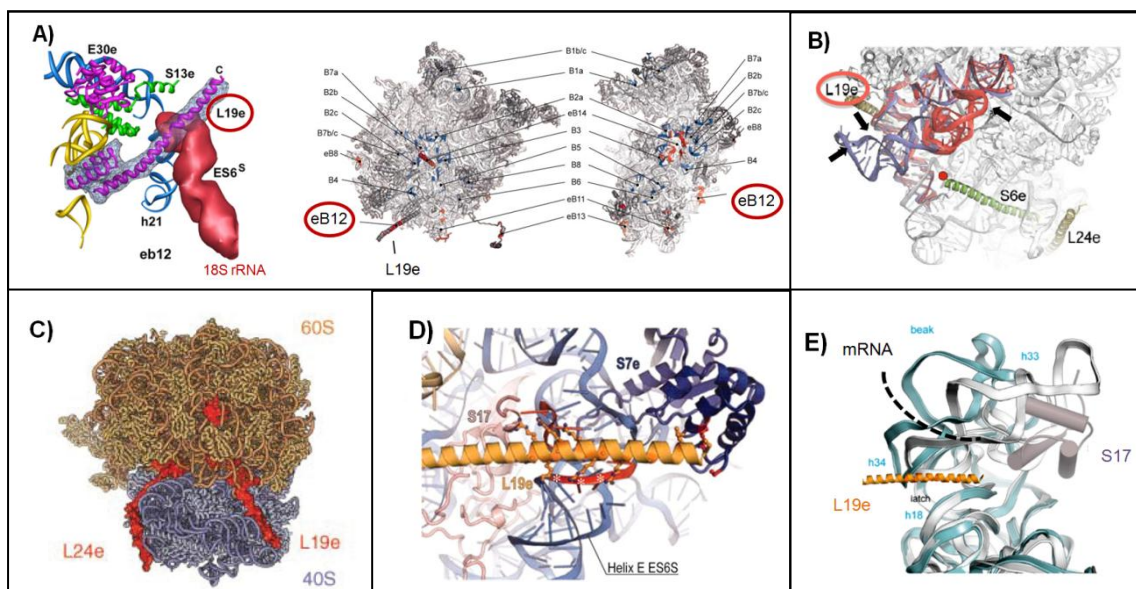 A)
E30e
S13e
C
L19e
ES6S
h21
eb12
18S rRNA
B7a
B2b
B2c
B7b/c
eB8
B4
eB12
L19e
B1b/c
B1a
B2a
eB14
B3
B5
B8
B6
eB11
eB13
B7a
B2b
B7b/c
B2c
eB8
B4
eB12
B)
L19e
S6e
L24e
C)
60S
L24e
L19e
40S
D)
S7e
S17
L19e
Helix E ES6S
E)
beak
mRNA
h33
h34
S17
L19e
latch
h18